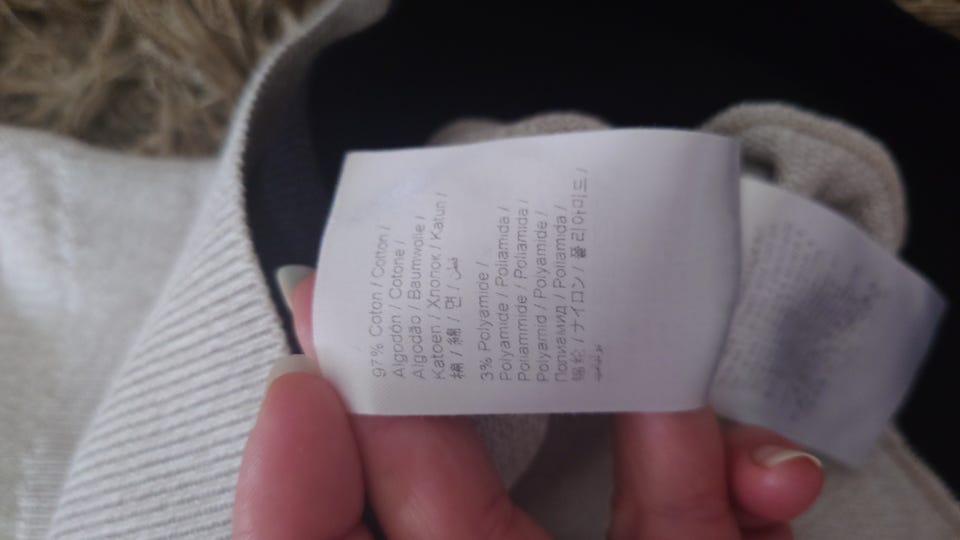 97% Coton / Cotton /
Algodón / Cotone /
Algodão / Baumwolle /
Katoen / Хлопок / Katun /
棉 / 綿 / 면 / قطن
3% Polyamide /
Polyamide / Poliamida /
Poliammide / Poliamida /
Polyamid / Polyamide /
Полиамид / Poliamida /
锦纶 / ナイロン / 폴리아미드 /